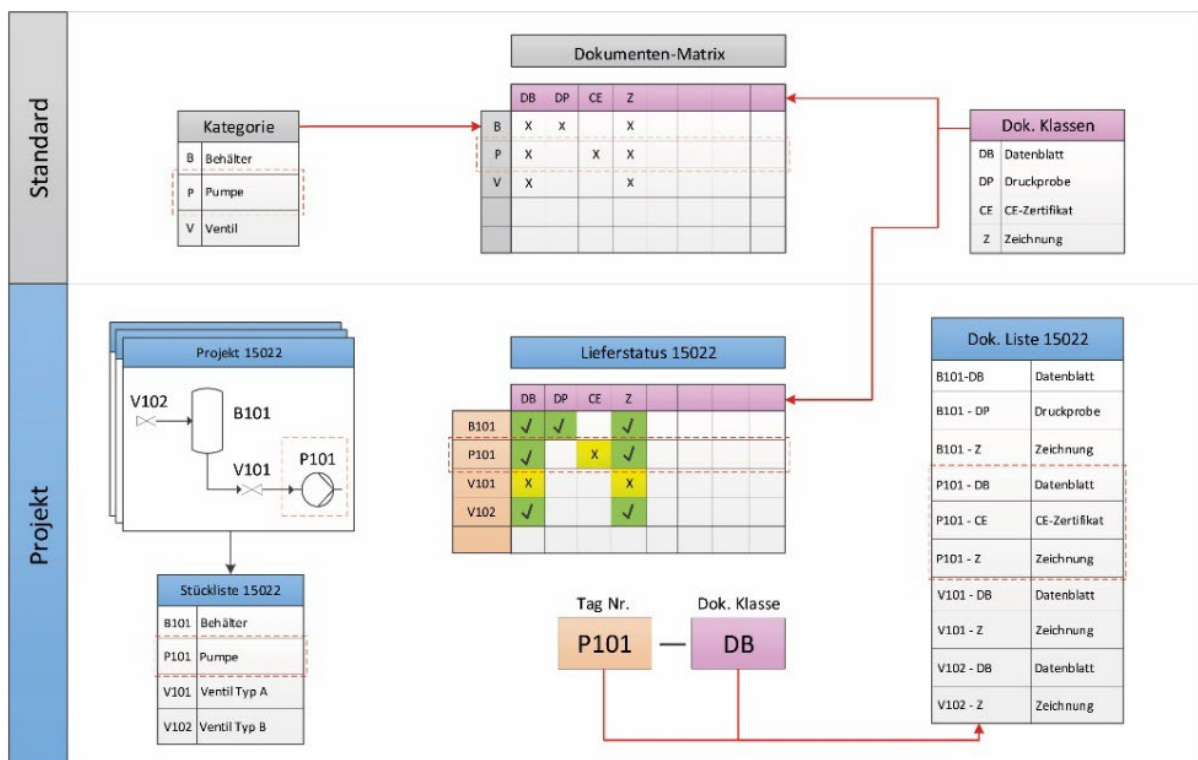 Standard
Dokumenten-Matrix
DB DP CE Z
B X X X
P X X X
V X X
Kategorie
B Behälter
P Pumpe
V Ventil
Dok. Klassen
DB Datenblatt
DP Druckprobe
CE CE-Zertifikat
Z Zeichnung
Projekt
Projekt 15022
V102
B101
V101
P101
Stückliste 15022
B101 Behälter
P101 Pumpe
V101 Ventil Typ A
V102 Ventil Typ B
Lieferstatus 15022
DB DP CE Z
B101 √ √ √
P101 √ X √
V101 X X
V102 √ √
Tag Nr. Dok. Klasse
P101 — DB
Dok. Liste 15022
B101-DB Datenblatt
B101 - DP Druckprobe
B101 - Z Zeichnung
P101 - DB Datenblatt
P101 - CE CE-Zertifikat
P101 - Z Zeichnung
V101 - DB Datenblatt
V101 - Z Zeichnung
V102 - DB Datenblatt
V102 - Z Zeichnung